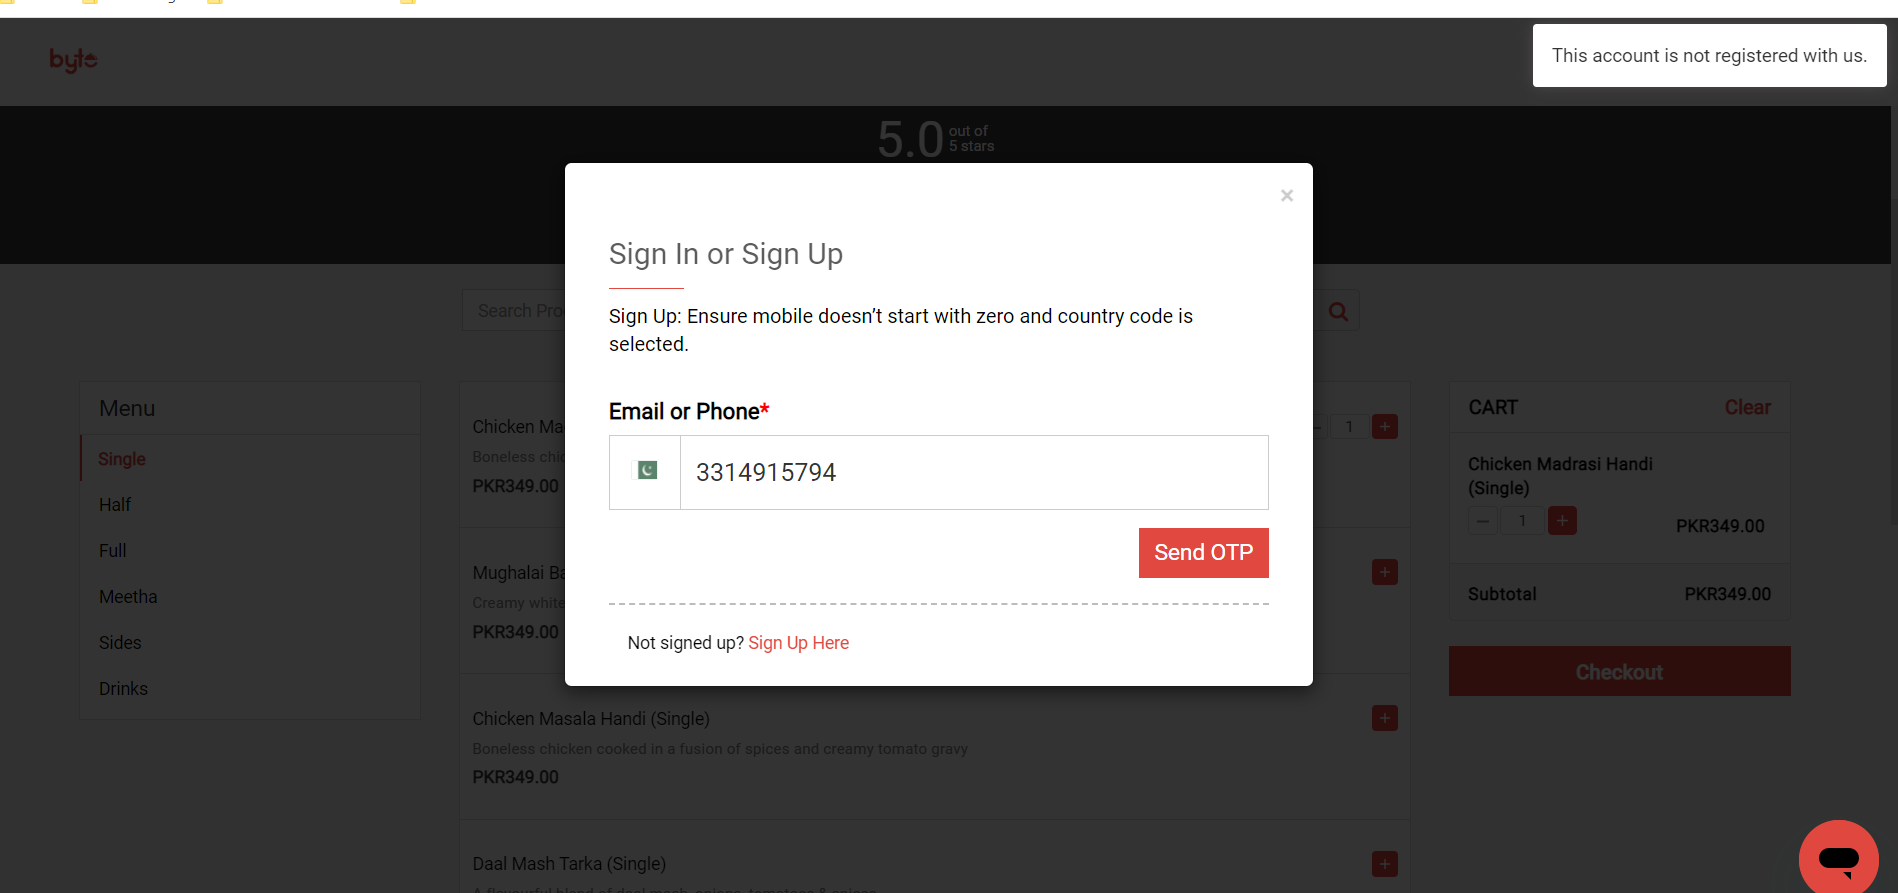 byte
This account is not registered with us.
5.0 out of
5 stars
×
Sign In or Sign Up
Sign Up: Ensure mobile doesn’t start with zero and country code is
selected.
Email or Phone*
3314915794
Send OTP
Not signed up? Sign Up Here
Search
Menu
Single
Half
Full
Meetha
Sides
Drinks
Chicken
Boneless
PKR349.00
– 1 +
Mughalai
Creamy white
PKR349.00
+
Chicken Masala Handi (Single)
Boneless chicken cooked in a fusion of spices and creamy tomato gravy
PKR349.00
+
Daal Mash Tarka (Single)
+
CART Clear
Chicken Madrasi Handi
(Single)
– 1 + PKR349.00
Subtotal PKR349.00
Checkout